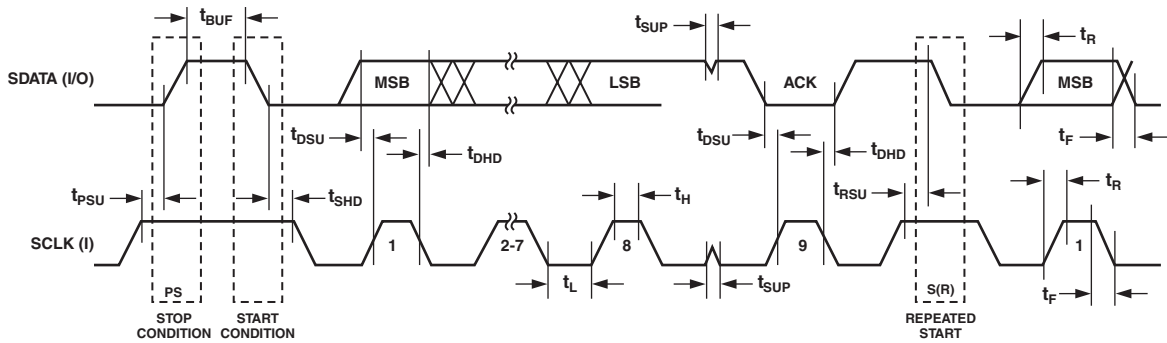 tBUF
tSUP
tR
SDATA (I/O)
MSB
LSB
ACK
MSB
tDSU
tDHD
tDSU
tDHD
tF
tPSU
tSHD
tH
tRSU
tR
SCLK (I)
1
2-7
8
9
1
PS
tL
tSUP
S(R)
tF
STOP
CONDITION
START
CONDITION
REPEATED
START